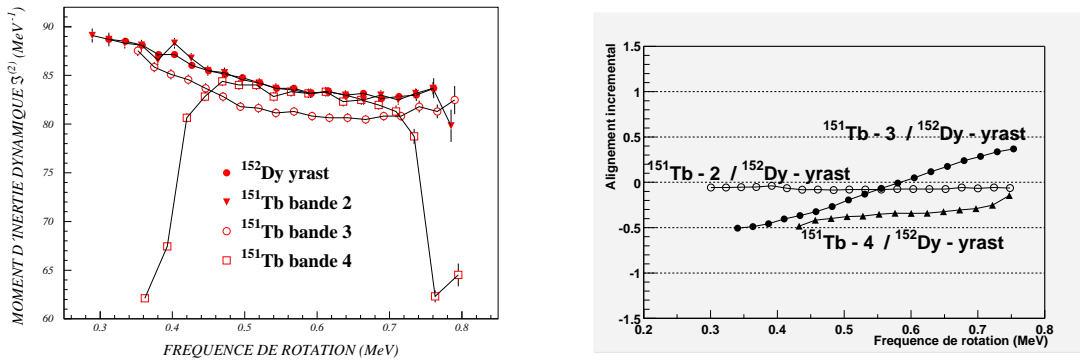 MOMENT D 'INERTIE DYNAMIQUE ℑ(2) (MeV-1)
90
85
80
75
70
65
60
152Dy yrast
151Tb bande 2
151Tb bande 3
151Tb bande 4
0.3 0.4 0.5 0.6 0.7 0.8
FREQUENCE DE ROTATION (MeV)
Alignement incremental
1.5
1
0.5
0
-0.5
-1
-1.5
151Tb - 3 / 152Dy - yrast
151Tb - 2 / 152Dy - yrast
151Tb - 4 / 152Dy - yrast
0.2 0.3 0.4 0.5 0.6 0.7 0.8
Frequence de rotation (MeV)